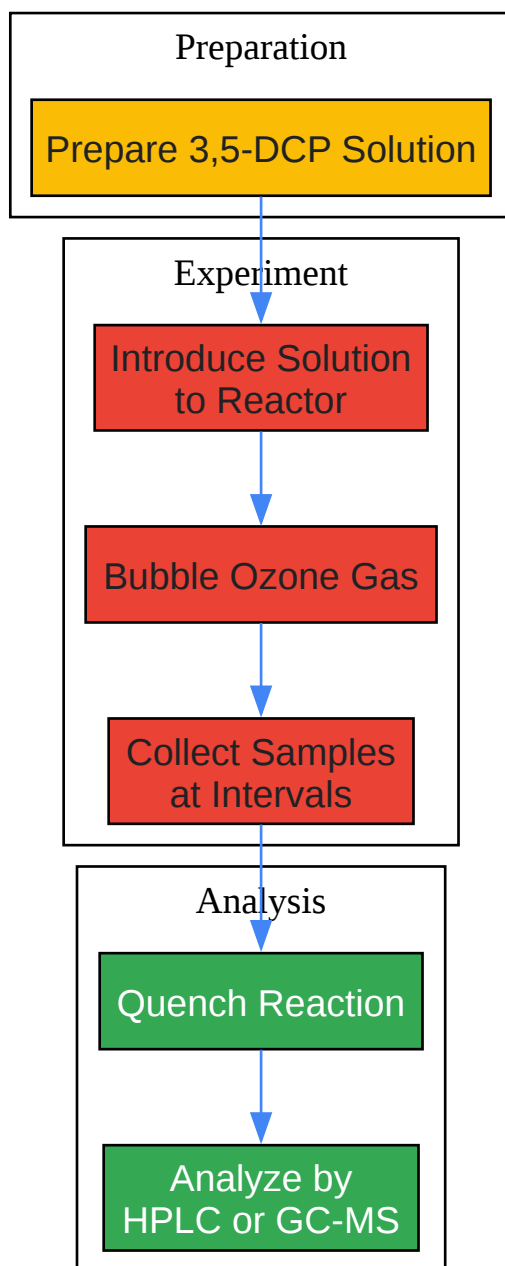 Preparation
Prepare 3,5-DCP Solution
Experiment
Introduce Solution
to Reactor
Bubble Ozone Gas
Collect Samples
at Intervals
Analysis
Quench Reaction
Analyze by
HPLC or GC-MS